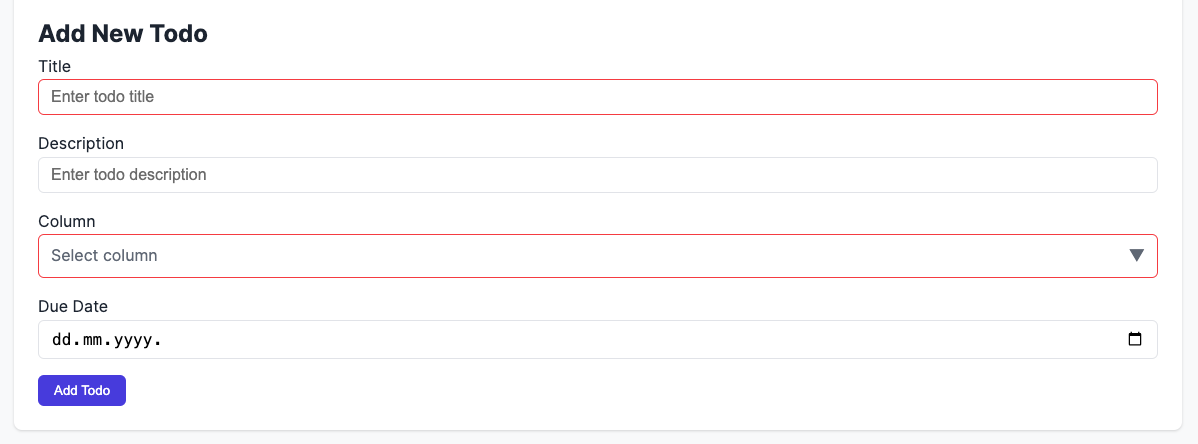 Add New Todo
Title
Enter todo title
Description
Enter todo description
Column
Select column
Due Date
dd.mm.yyyy.
Add Todo